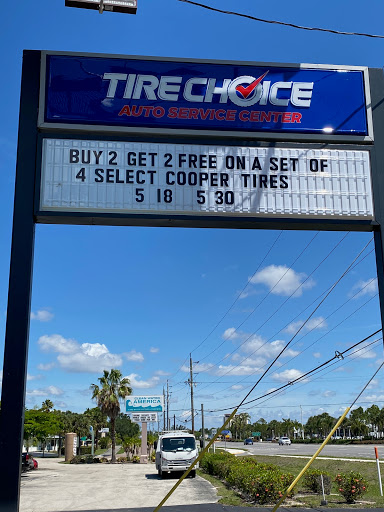 TIRE CHOICE
AUTO SERVICE CENTER
BUY 2 GET 2 FREE ON A SET OF
4 SELECT COOPER TIRES
5 18 5 30
AMERICA